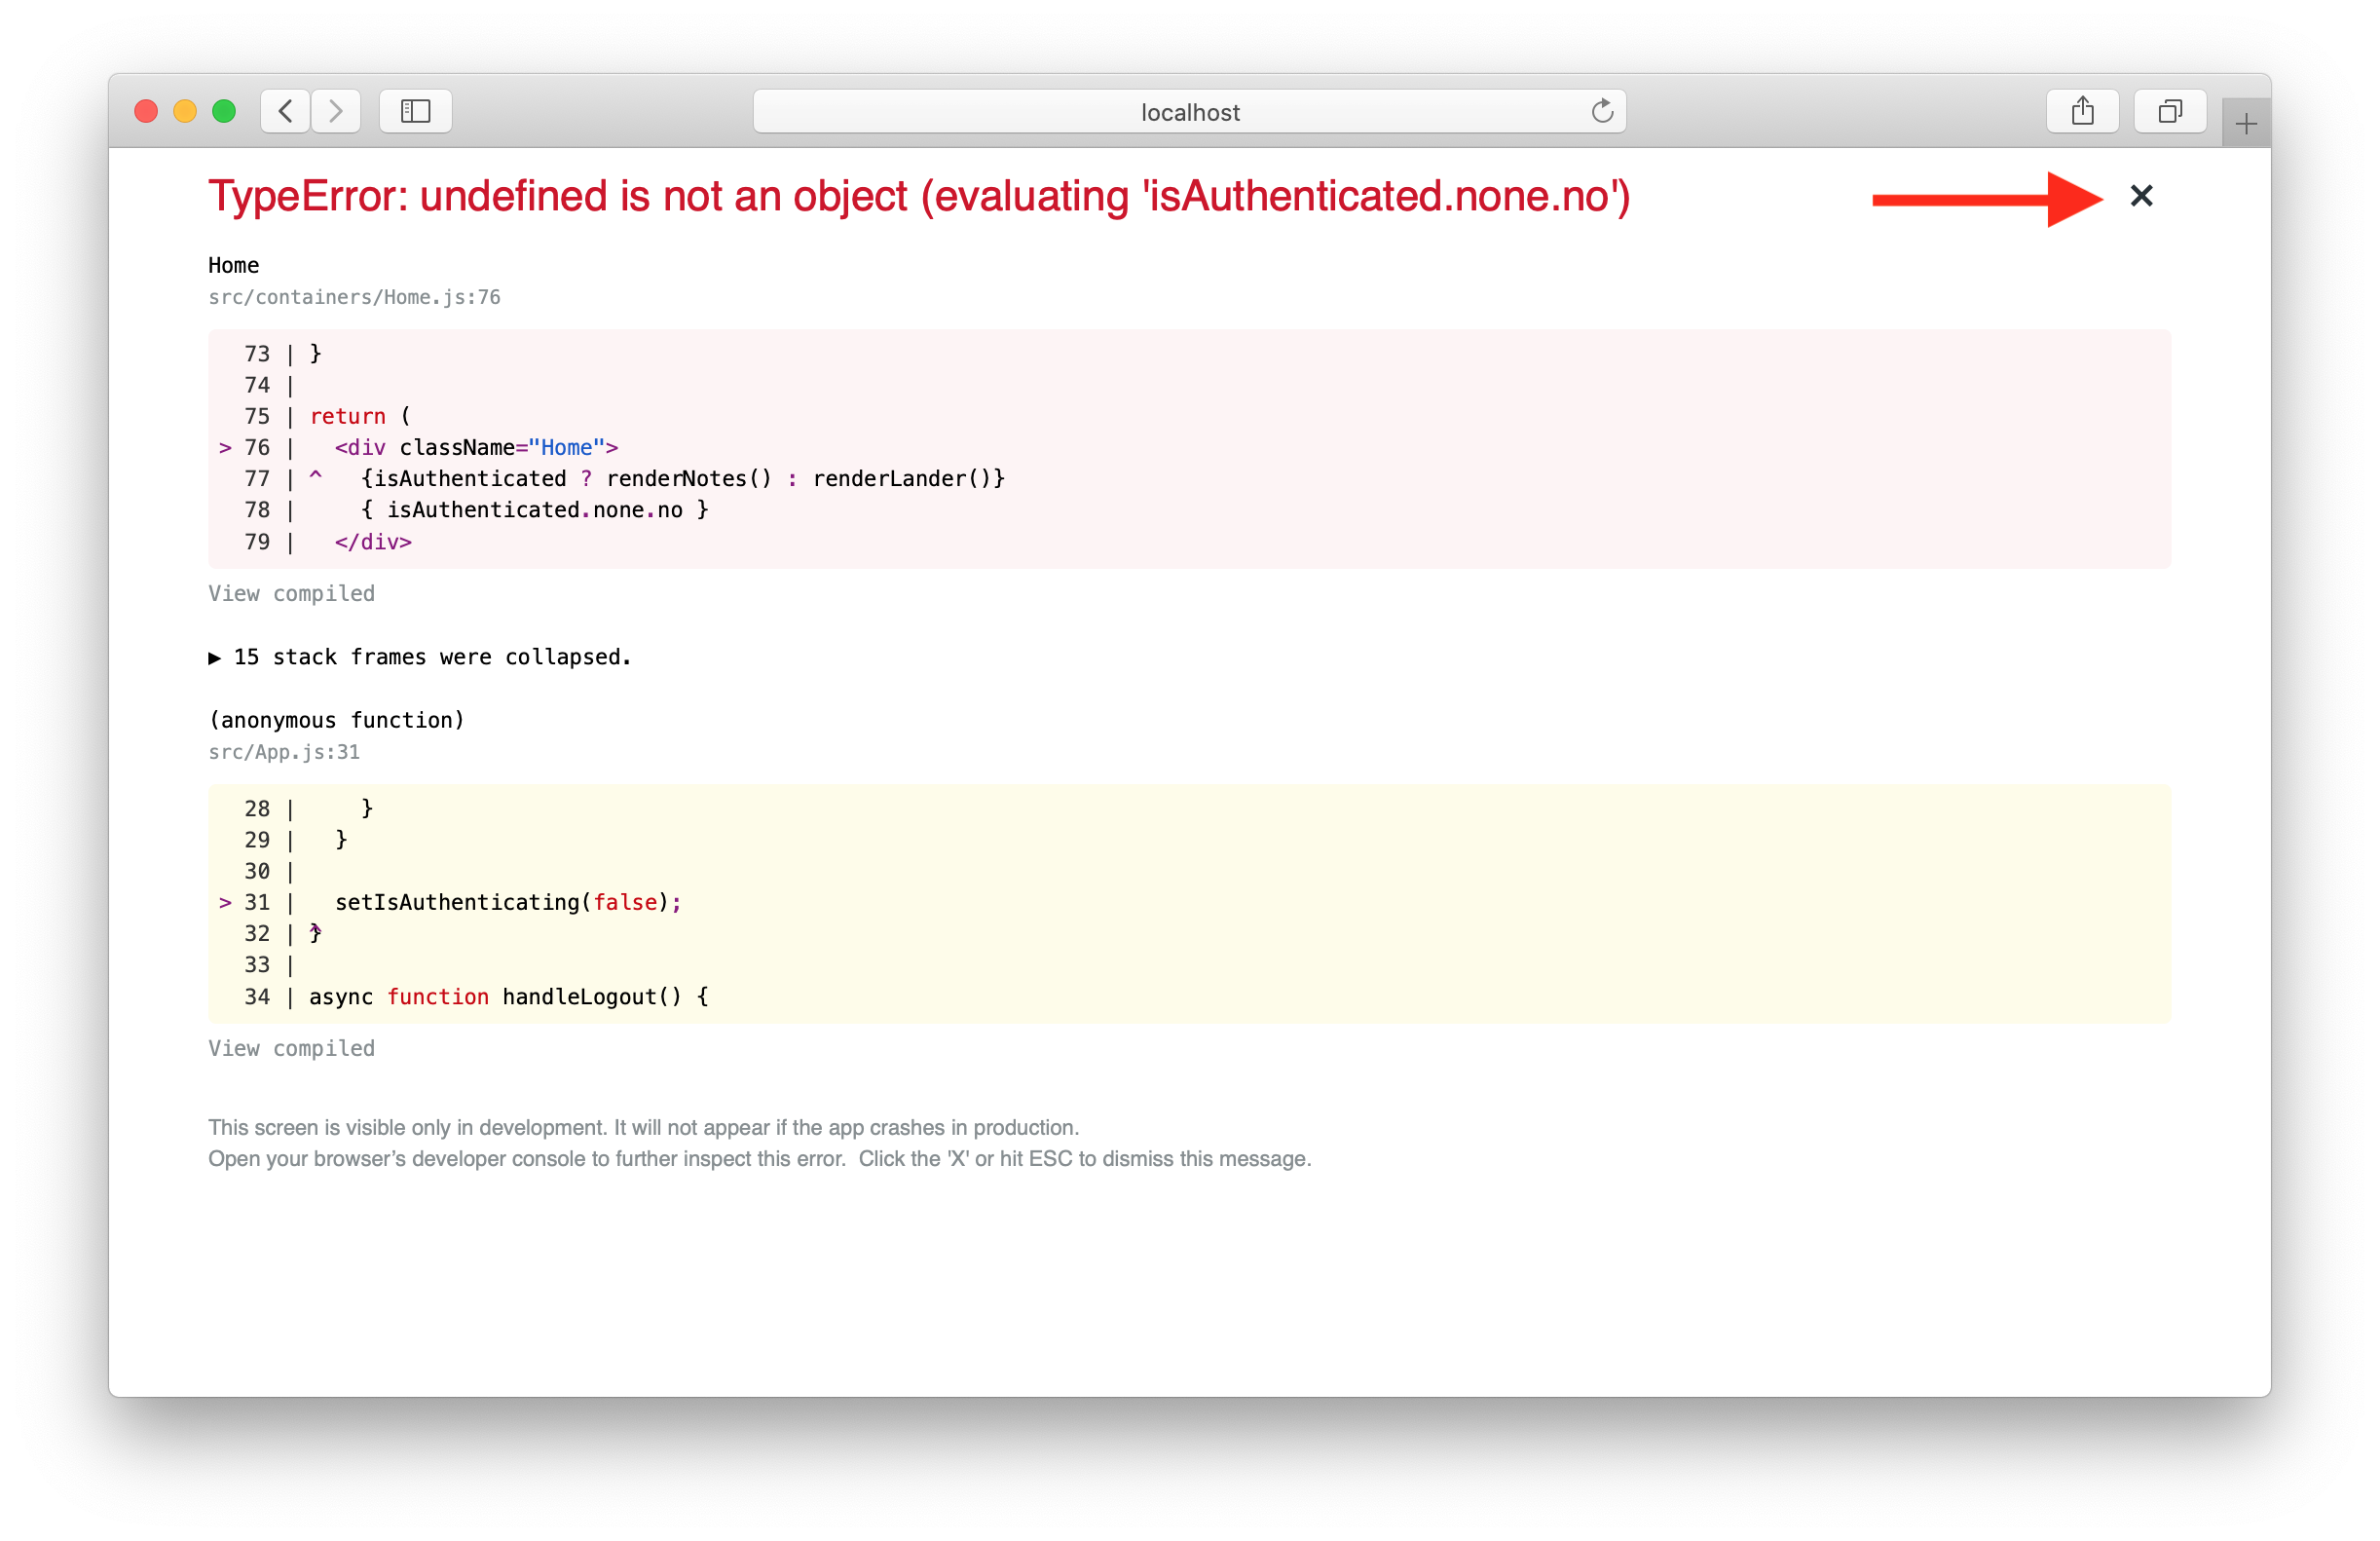 localhost
TypeError: undefined is not an object (evaluating 'isAuthenticated.none.no')
Home
src/containers/Home.js:76
  73 | }
  74 |
  75 | return (
> 76 |   <div className="Home">
  77 | ^   {isAuthenticated ? renderNotes() : renderLander()}
  78 |     { isAuthenticated.none.no }
  79 |   </div>
View compiled
▶ 15 stack frames were collapsed.
(anonymous function)
src/App.js:31
  28 |     }
  29 |   }
  30 |
> 31 |   setIsAuthenticating(false);
  32 | }^
  33 |
  34 | async function handleLogout() {
View compiled
This screen is visible only in development. It will not appear if the app crashes in production.
Open your browser’s developer console to further inspect this error.  Click the 'X' or hit ESC to dismiss this message.